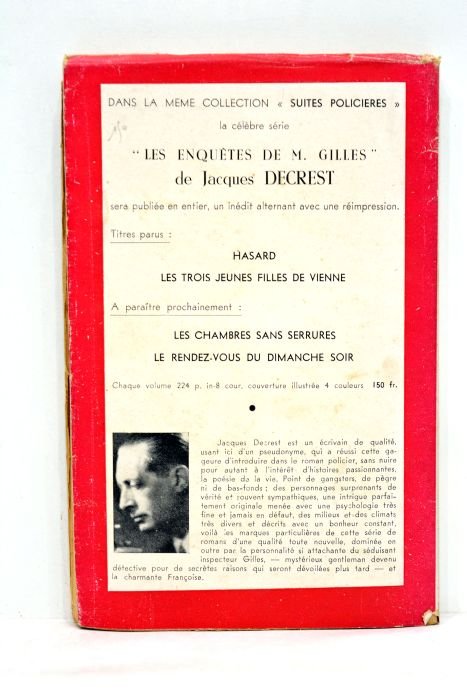 DANS LA MEME COLLECTION « SUITES POLICIERES »
la célèbre série
“ LES ENQUÊTES DE M. GILLES ”
de Jacques DECREST
sera publiée en entier, un inédit alternant avec une réimpression.
Titres parus :
HASARD
LES TROIS JEUNES FILLES DE VIENNE
A paraître prochainement :
LES CHAMBRES SANS SERRURES
LE RENDEZ-VOUS DU DIMANCHE SOIR
Chaque volume 224 p. in-8 cour. couverture illustrée 4 couleurs 150 fr.
Jacques Decrest est un écrivain de qualité,
usant ici d'un pseudonyme, qui a réussi cette ga-
geure d'introduire dans le roman policier, sans nuire
pour autant à l'intérêt d'histoires passionnantes,
la poésie de la vie. Point de gangsters, de pègre
ni de bas-fonds ; des personnages surprenants de
vérité et souvent sympathiques, une intrigue parfai-
tement originale menée avec une psychologie très
fine et jamais en défaut, des milieux et des climats
très divers et décrits avec un bonheur constant,
voilà les marques particulières de cette série de
romans d'une qualité toute nouvelle, dominée en
outre par la personnalité si attachante du séduisant
inspecteur Gilles, — mystérieux gentleman devenu
détective pour de secrètes raisons qui seront dévoilées plus tard — et
la charmante Françoise.